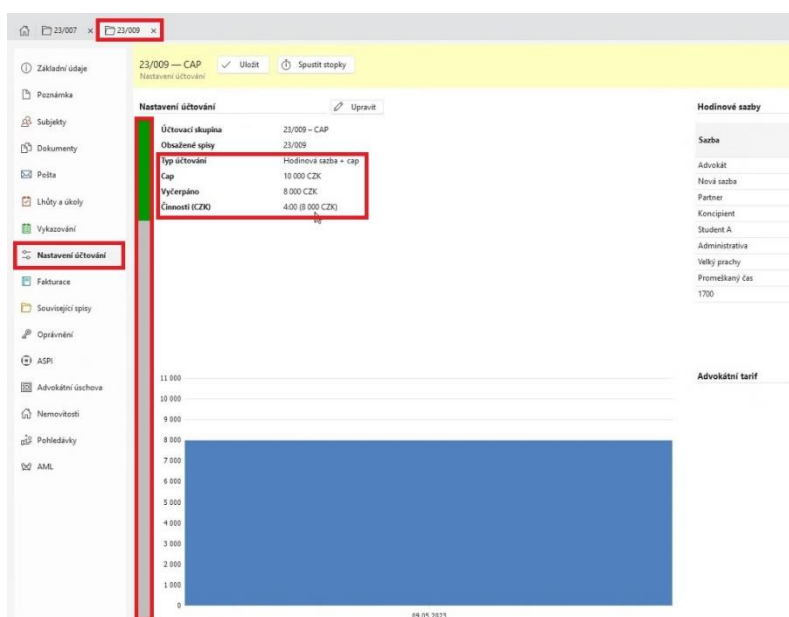 23/007 × 23/009 ×
Základní údaje
Poznámka
Subjekty
Dokumenty
Pošta
Lhůty a úkoly
Vykazování
Nastavení účtování
Fakturace
Související spisy
Oprávnění
ASPI
Advokátní úschova
Nemovitosti
Pohledávky
AML
23/009 — CAP Uložit Spustit stopky
Nastavení účtování
Nastavení účtování Upravit
Účtovací skupina 23/009 – CAP
Obsažené spisy 23/009
Typ účtování Hodinová sazba + cap
Cap 10 000 CZK
Vyčerpáno 8 000 CZK
Činnosti (CZK) 4:00 (8 000 CZK)
11 000
10 000
9 000
8 000
7 000
6 000
5 000
4 000
3 000
2 000
1 000
0
09.05.2023
Hodinové sazby
Sazba
Advokát
Nová sazba
Partner
Koncipient
Student A
Administrativa
Velký prachy
Promeškaný čas
1700
Advokátní tarif